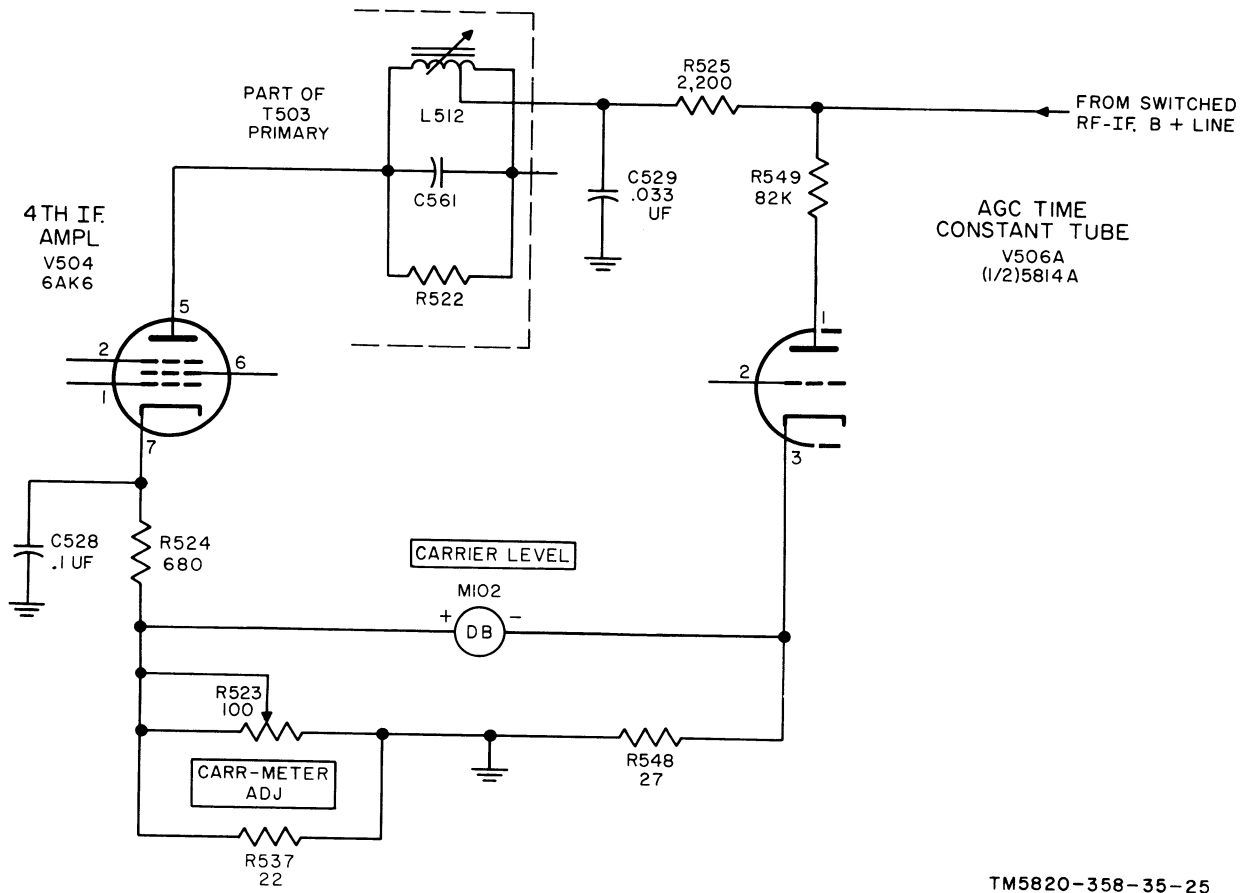 R525
2,200
PART OF
T503
PRIMARY
L512
FROM SWITCHED
RF-IF. B + LINE
C561
C529
.033
UF
R549
82K
4TH IF.
AMPL
V504
6AK6
AGC TIME
CONSTANT TUBE
V506A
(1/2)5814A
R522
5
2
6
1
7
1
2
3
C528
.1 UF
R524
680
CARRIER LEVEL
M102
+
DB
-
R523
100
CARR-METER
ADJ
R548
27
R537
22
TM5820-358-35-25